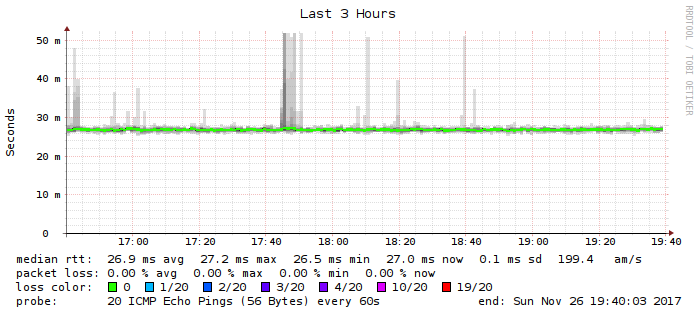 Last 3 Hours
RRDTOOL / TOBI OETIKER
Seconds
50 m
40 m
30 m
20 m
10 m
0
17:00 17:20 17:40 18:00 18:20 18:40 19:00 19:20 19:40
median rtt: 26.9 ms avg 27.2 ms max 26.5 ms min 27.0 ms now 0.1 ms sd 199.4 am/s
packet loss: 0.00 % avg 0.00 % max 0.00 % min 0.00 % now
loss color: 0 1/20 2/20 3/20 4/20 10/20 19/20
probe: 20 ICMP Echo Pings (56 Bytes) every 60s end: Sun Nov 26 19:40:03 2017